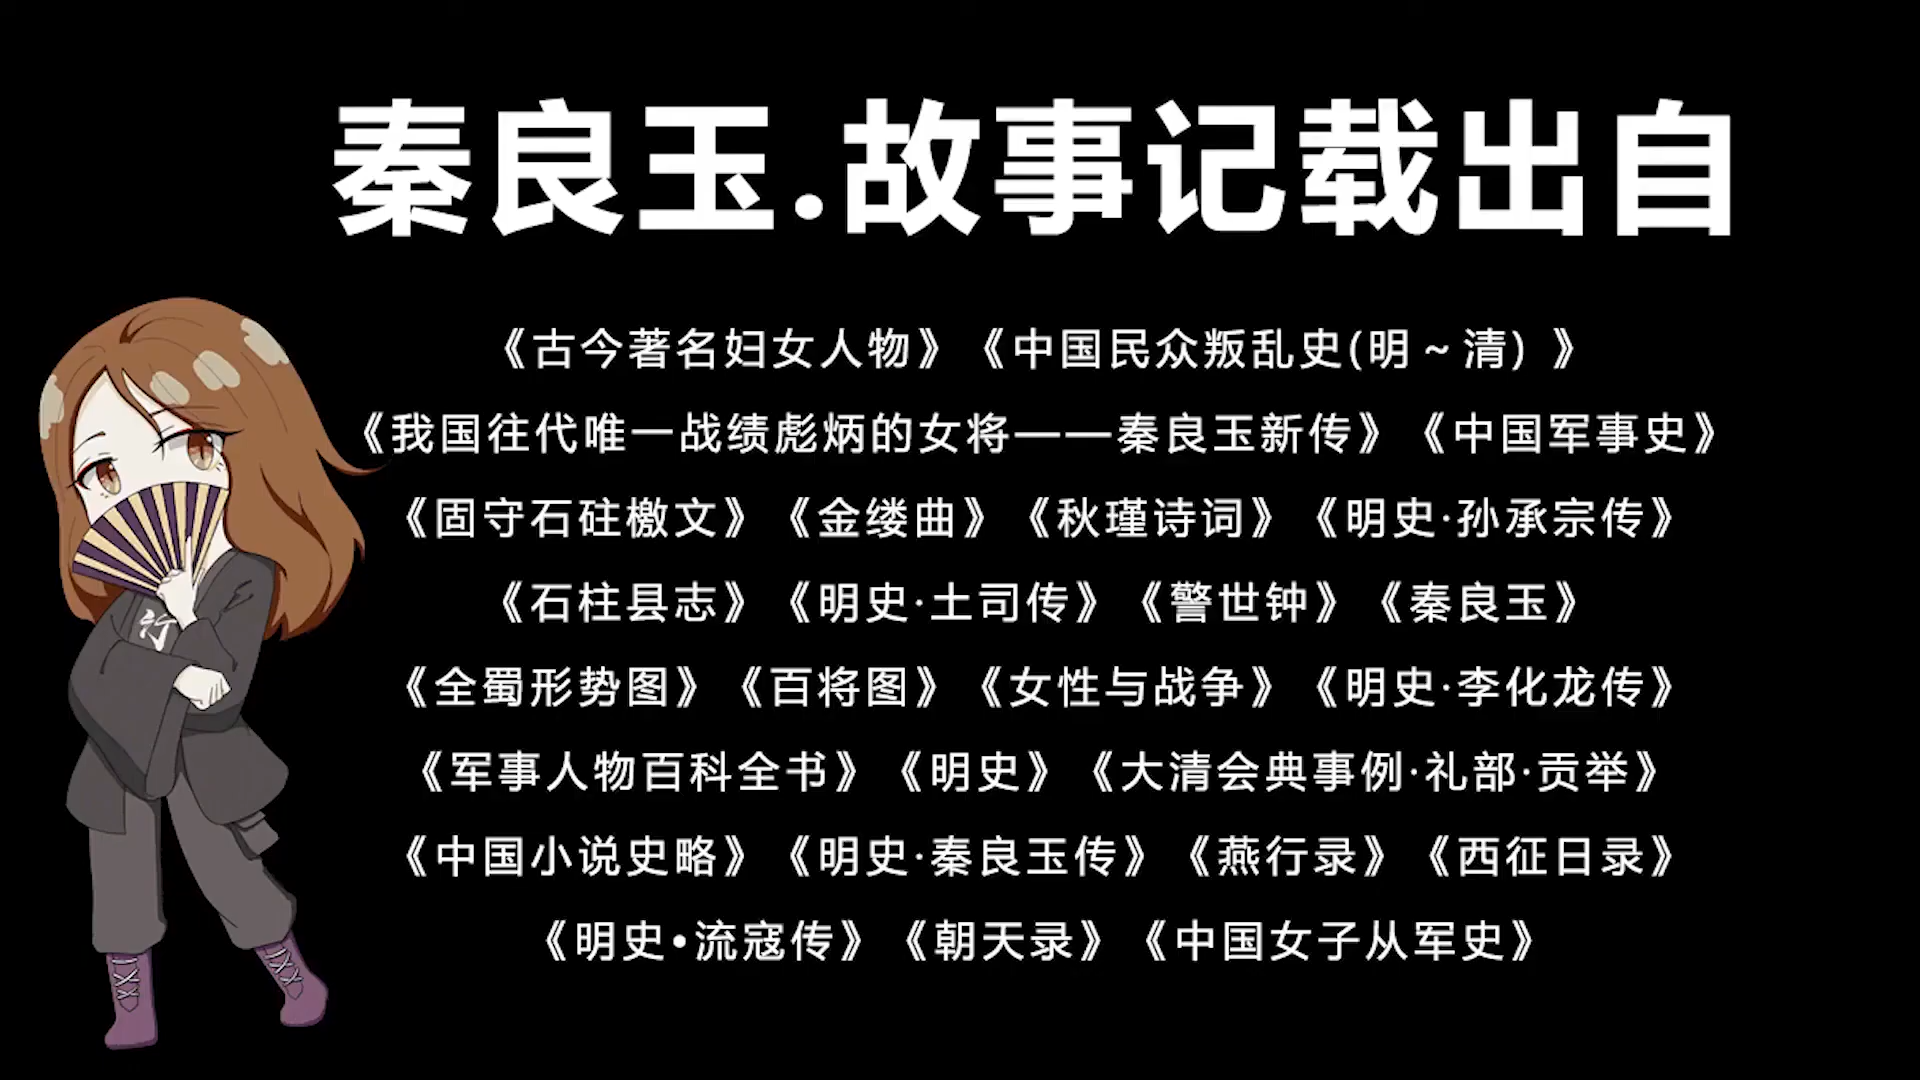 秦良玉.故事记载出自
《古今著名妇女人物》《中国民众叛乱史(明～清) 》
《我国往代唯一战绩彪炳的女将——秦良玉新传》《中国军事史》
《固守石砫檄文》《金缕曲》《秋瑾诗词》《明史·孙承宗传》
《石柱县志》《明史·土司传》《警世钟》《秦良玉》
《全蜀形势图》《百将图》《女性与战争》《明史·李化龙传》
《军事人物百科全书》《明史》《大清会典事例·礼部·贡举》
《中国小说史略》《明史·秦良玉传》《燕行录》《西征日录》
《明史•流寇传》《朝天录》《中国女子从军史》
行